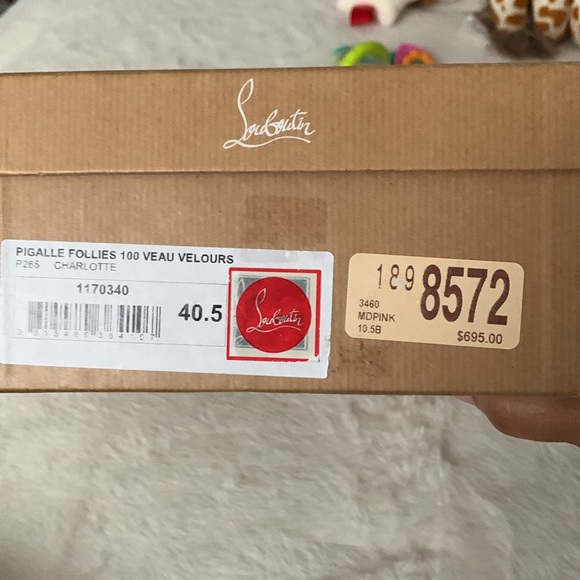 Louboutin
PIGALLE FOLLIES 100 VEAU VELOURS
P265 CHARLOTTE
1170340
40.5
Louboutin
189 8572
3460
MDPINK
10.5B
$695.00